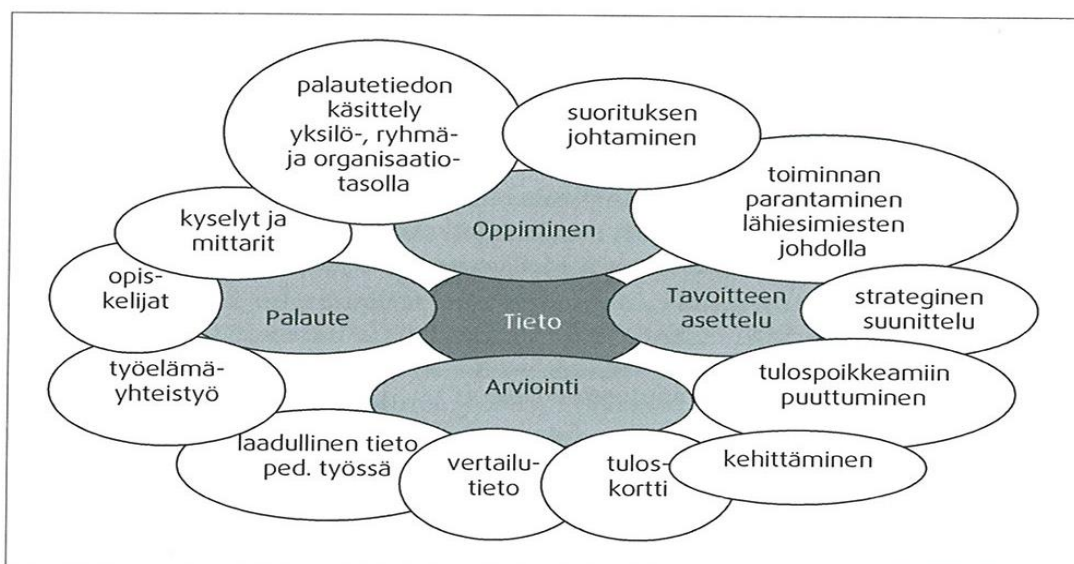 palautetiedon
käsittely
yksilö-, ryhmä-
ja organisaatio-
tasolla
suorituksen
johtaminen
toiminnan
parantaminen
lähiesimiesten
johdolla
kyselyt ja
mittarit
Oppiminen
opis-
kelijat
Palaute
Tieto
Tavoitteen
asettelu
strateginen
suunittelu
työelämä-
yhteistyö
Arviointi
tulospoikkeamiin
puuttuminen
laadullinen tieto
ped. työssä
vertailu-
tieto
tulos-
kortti
kehittäminen